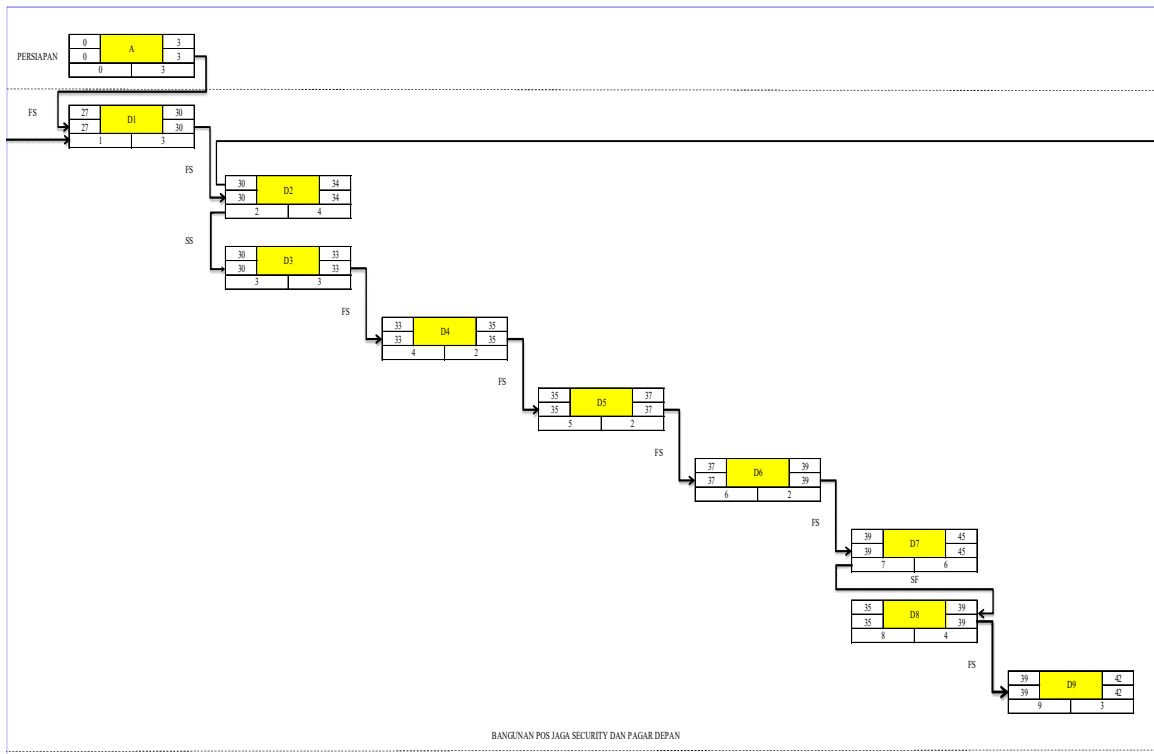 0 A 3
PERSIAPAN 0 3
0 3
FS 27 D1 30
27 30
1 3
FS
30 D2 34
30 34
2 4
SS
30 D3 33
30 33
3 3
FS
33 D4 35
33 35
4 2
FS
35 D5 37
35 37
5 2
FS
37 D6 39
37 39
6 2
FS
39 D7 45
39 45
7 6
SF
35 D8 39
35 39
8 4
FS
39 D9 42
39 42
9 3
BANGUNAN POS JAGA SECURITY DAN PAGAR DEPAN